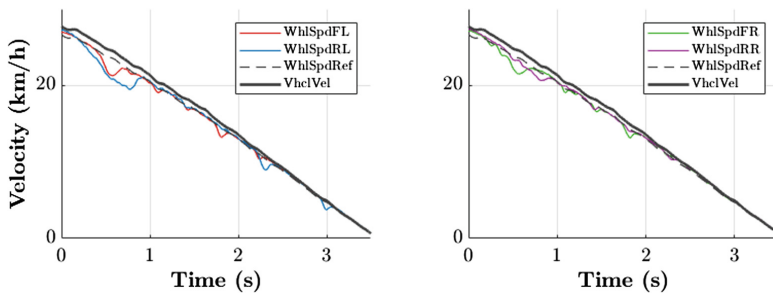 WhlSpdFL
WhlSpdRL
WhlSpdRef
VhclVel
Velocity (km/h)
20
0
0 1 2 3
Time (s)
WhlSpdFR
WhlSpdRR
WhlSpdRef
VhclVel
20
0
0 1 2 3
Time (s)